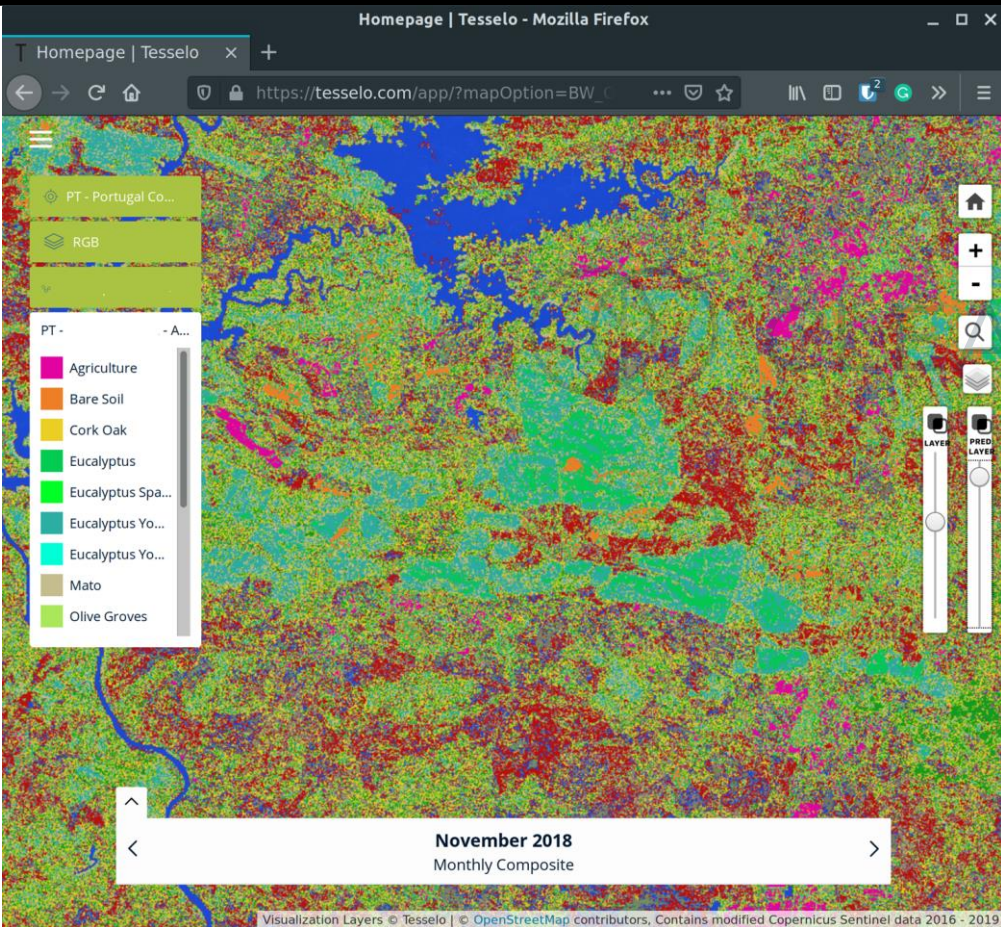 Homepage | Tesselo - Mozilla Firefox
Homepage | Tesselo
https://tesselo.com/app/?mapOption=BW_
2
PT - Portugal Co...
RGB
PT - - A...
Agriculture
Bare Soil
Cork Oak
Eucalyptus
Eucalyptus Spa...
Eucalyptus Yo...
Eucalyptus Yo...
Mato
Olive Groves
+
-
LAYER
PRED
LAYER
November 2018
Monthly Composite
Visualization Layers © Tesselo | © OpenStreetMap contributors, Contains modified Copernicus Sentinel data 2016 - 2019